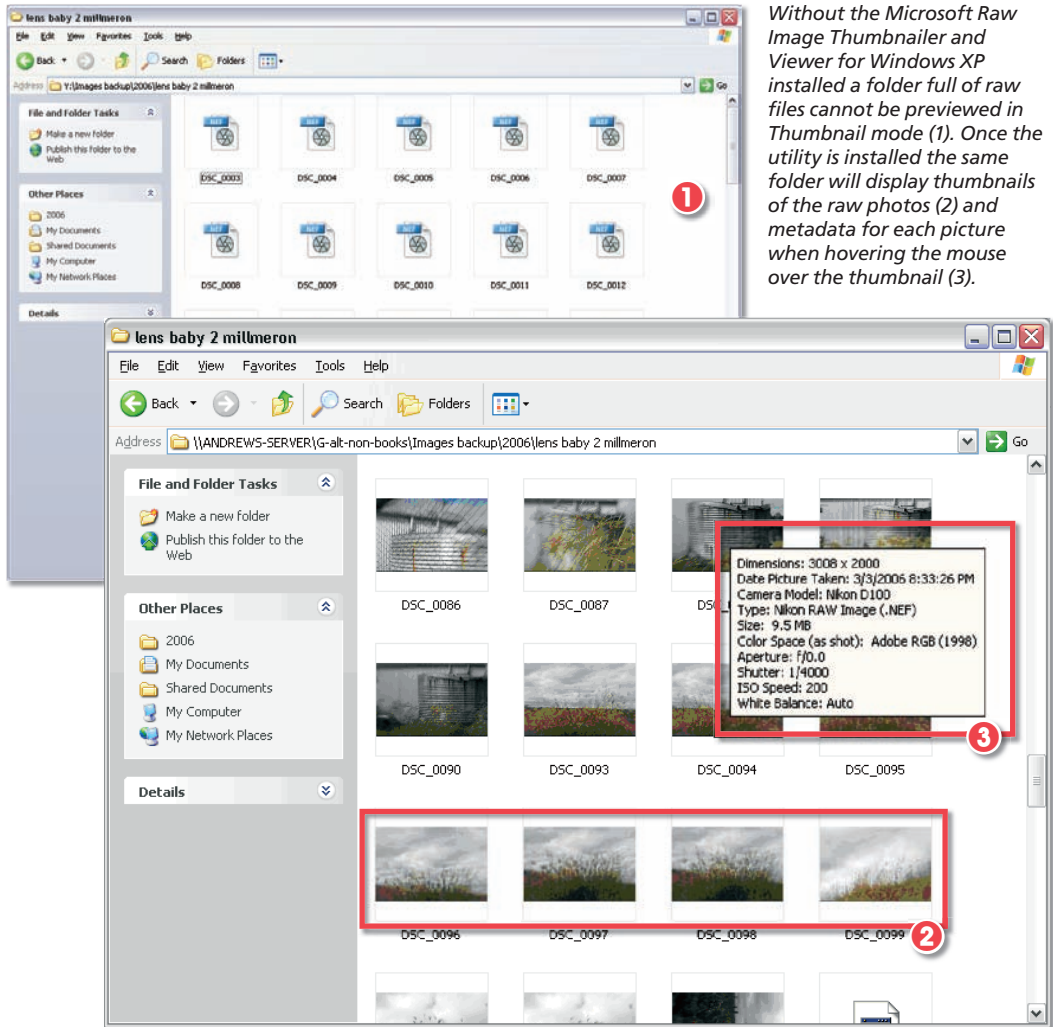 Without the Microsoft Raw
Image Thumbnailer and
Viewer for Windows XP
installed a folder full of raw
files cannot be previewed in
Thumbnail mode (1). Once the
utility is installed the same
folder will display thumbnails
of the raw photos (2) and
metadata for each picture
when hovering the mouse
over the thumbnail (3).
lens baby 2 millmeron
File Edit View Favorites Tools Help
Back Search Folders
Address Y:\Images backup\2006\lens baby 2 millmeron Go
File and Folder Tasks
Make a new folder
Publish this folder to the
Web
Other Places
2006
My Documents
Shared Documents
My Computer
My Network Places
Details
NEF NEF NEF NEF NEF
DSC_0003 DSC_0004 DSC_0005 DSC_0006 DSC_0007
1
NEF NEF NEF NEF NEF
DSC_0008 DSC_0009 DSC_0010 DSC_0011 DSC_0012
lens baby 2 millmeron
File Edit View Favorites Tools Help
Back Search Folders
Address \\ANDREWS-SERVER\G-alt-non-books\Images backup\2006\lens baby 2 millmeron Go
File and Folder Tasks
Make a new folder
Publish this folder to the
Web
Other Places
2006
My Documents
Shared Documents
My Computer
My Network Places
Details
DSC_0086 DSC_0087
Dimensions: 3008 x 2000
Date Picture Taken: 3/3/2006 8:33:26 PM
Camera Model: Nikon D100
Type: Nikon RAW Image (.NEF)
Size: 9.5 MB
Color Space (as shot): Adobe RGB (1998)
Aperture: f/0.0
Shutter: 1/4000
ISO Speed: 200
White Balance: Auto
3
DSC_0090 DSC_0093 DSC_0094 DSC_0095
DSC_0096 DSC_0097 DSC_0098 DSC_0099
2